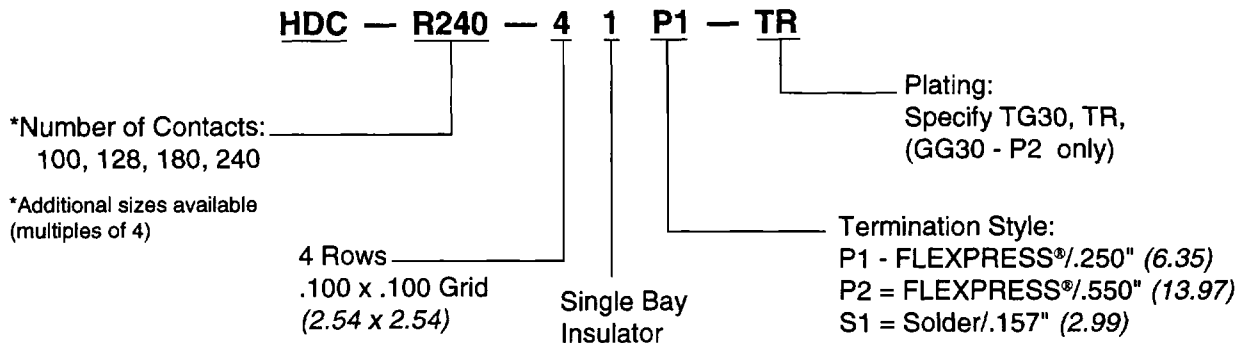 HDC — R240 — 4 1 P1 — TR
Plating:
Specify TG30, TR,
(GG30 - P2 only)
*Number of Contacts:
100, 128, 180, 240
*Additional sizes available
(multiples of 4)
4 Rows
.100 x .100 Grid
(2.54 x 2.54)
Single Bay
Insulator
Termination Style:
P1 - FLEXPRESS®/.250" (6.35)
P2 = FLEXPRESS®/.550" (13.97)
S1 = Solder/.157" (2.99)